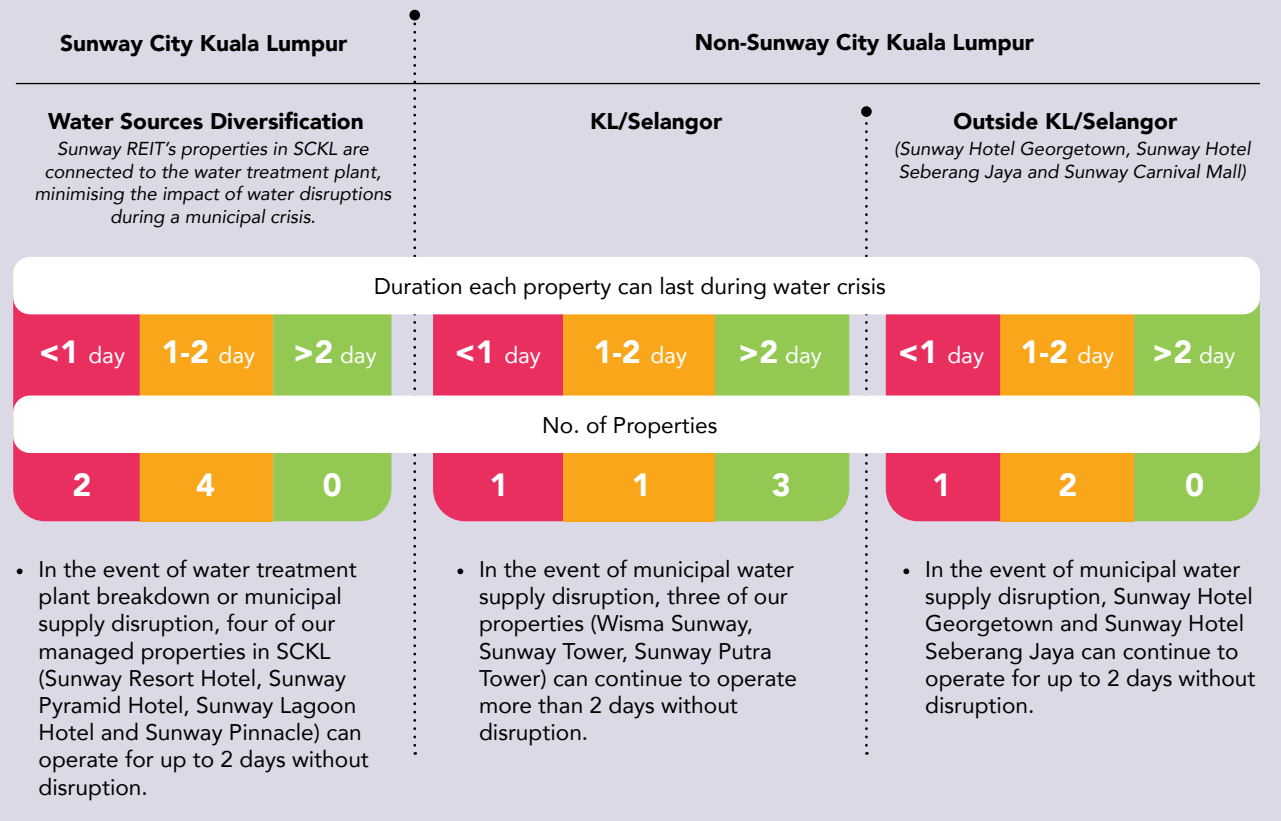 Sunway City Kuala Lumpur
Non-Sunway City Kuala Lumpur
Water Sources Diversification
Sunway REIT's properties in SCKL are
connected to the water treatment plant,
minimising the impact of water disruptions
during a municipal crisis.
KL/Selangor
Outside KL/Selangor
(Sunway Hotel Georgetown, Sunway Hotel
Seberang Jaya and Sunway Carnival Mall)
Duration each property can last during water crisis
<1 day 1-2 day >2 day <1 day 1-2 day >2 day <1 day 1-2 day >2 day
No. of Properties
2 4 0 1 1 3 1 2 0
• In the event of water treatment
plant breakdown or municipal
supply disruption, four of our
managed properties in SCKL
(Sunway Resort Hotel, Sunway
Pyramid Hotel, Sunway Lagoon
Hotel and Sunway Pinnacle) can
operate for up to 2 days without
disruption.
• In the event of municipal water
supply disruption, three of our
properties (Wisma Sunway,
Sunway Tower, Sunway Putra
Tower) can continue to operate
more than 2 days without
disruption.
• In the event of municipal water
supply disruption, Sunway Hotel
Georgetown and Sunway Hotel
Seberang Jaya can continue to
operate for up to 2 days without
disruption.